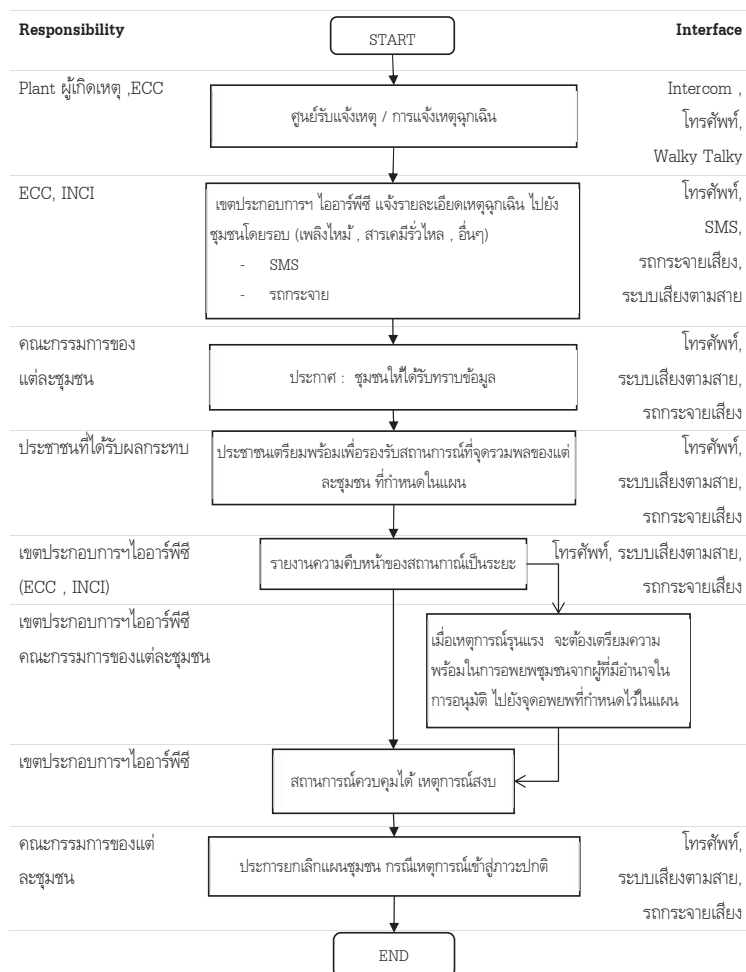 Responsibility
START
Interface
Plant ผู้เกิดเหตุ ,ECC
ศูนย์รับแจ้งเหตุ / การแจ้งเหตุฉุกเฉิน
Intercom ,
โทรศัพท์,
Walky Talky
ECC, INCI
เขตประกอบการฯ ไออาร์พีซี แจ้งรายละเอียดเหตุฉุกเฉิน ไปยัง
ชุมชนโดยรอบ (เพลิงไหม้ , สารเคมีรั่วไหล , อื่นๆ)
- SMS
- รถกระจาย
โทรศัพท์,
SMS,
รถกระจายเสียง,
ระบบเสียงตามสาย
คณะกรรมการของ
แต่ละชุมชน
ประกาศ : ชุมชนให้ได้รับทราบข้อมูล
โทรศัพท์,
ระบบเสียงตามสาย,
รถกระจายเสียง
ประชาชนที่ได้รับผลกระทบ
ประชาชนเตรียมพร้อมเพื่อรองรับสถานการณ์ที่จุดรวมพลของแต่
ละชุมชน ที่กำหนดในแผน
โทรศัพท์,
ระบบเสียงตามสาย,
รถกระจายเสียง
เขตประกอบการฯไออาร์พีซี
(ECC , INCI)
รายงานความคืบหน้าของสถานกาณ์เป็นระยะ
โทรศัพท์, ระบบเสียงตามสาย,
รถกระจายเสียง
เขตประกอบการฯไออาร์พีซี
คณะกรรมการของแต่ละชุมชน
เมื่อเหตุการณ์รุนแรง จะต้องเตรียมความ
พร้อมในการอพยพชุมชนจากผู้ที่มีอำนาจใน
การอนุมัติ ไปยังจุดอพยพที่กำหนดไว้ในแผน
เขตประกอบการฯไออาร์พีซี
สถานการณ์ควบคุมได้ เหตุการณ์สงบ
คณะกรรมการของแต่
ละชุมชน
ประการยกเลิกแผนชุมชน กรณีเหตุการณ์เข้าสู่ภาวะปกติ
โทรศัพท์,
ระบบเสียงตามสาย,
รถกระจายเสียง
END